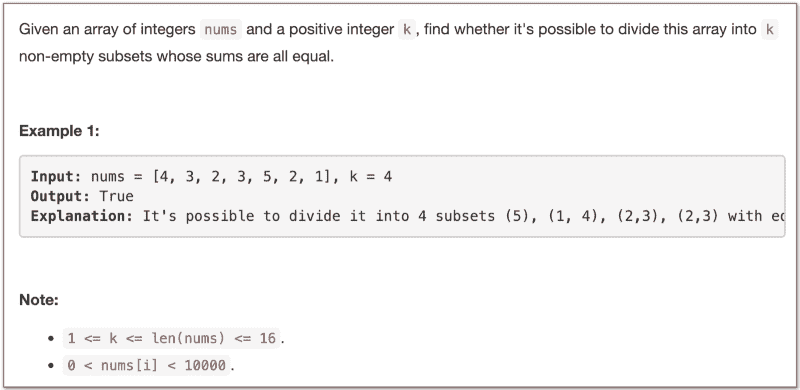 Given an array of integers nums and a positive integer k , find whether it's possible to divide this array into k
non-empty subsets whose sums are all equal.
Example 1:
Input: nums = [4, 3, 2, 3, 5, 2, 1], k = 4
Output: True
Explanation: It's possible to divide it into 4 subsets (5), (1, 4), (2,3), (2,3) with
Note:
• 1 <= k <= len(nums) <= 16 .
• 0 < nums[i] < 10000 .